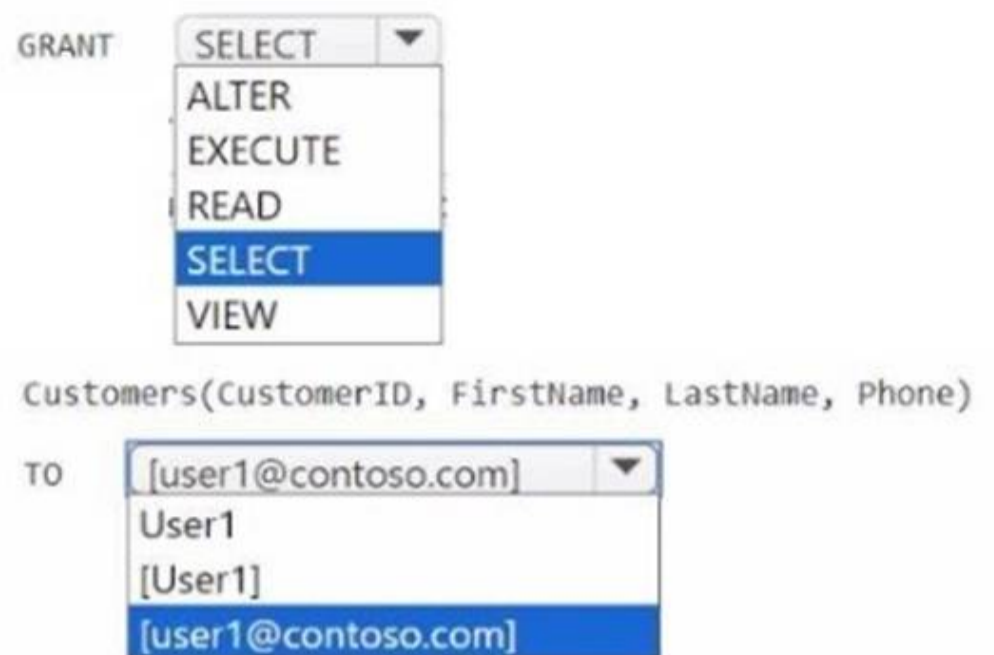 GRANT SELECT
ALTER
EXECUTE
READ
SELECT
VIEW
Customers(CustomerID, FirstName, LastName, Phone)
TO [user1@contoso.com]
User1
[User1]
[user1@contoso.com]